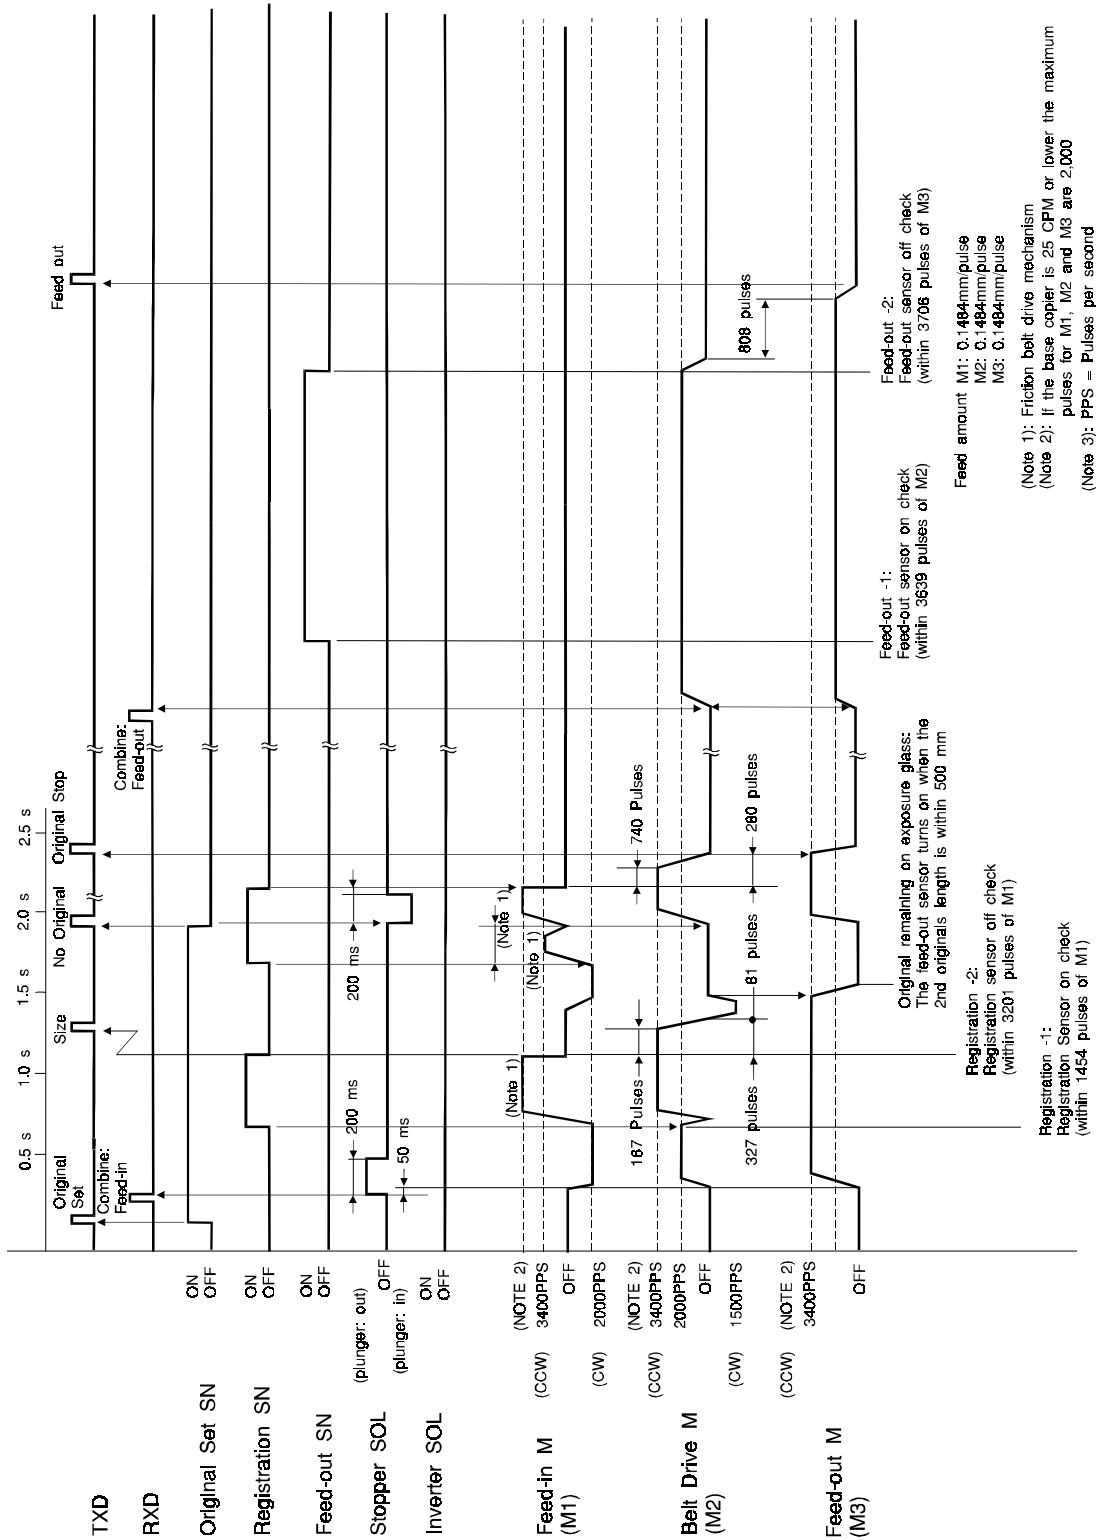 0.5 s
1.0 s
1.5 s
2.0 s
2.5 s
Original
Set
Size
No Original
Original Stop
Feed out
TXD
Combine:
Feed-in
Combine:
Feed-out
RXD
Original Set SN
ON
OFF
Registration SN
ON
OFF
Feed-out SN
ON
OFF
Stopper SOL
(plunger: out)
OFF
(plunger: in)
200 ms
50 ms
200 ms
Inverter SOL
ON
OFF
Feed-in M
(M1)
(CCW)
(NOTE 2)
3400PPS
OFF
(CW)
2000PPS
(Note 1)
(Note 1)
(Note 1)
Belt Drive M
(M2)
(CCW)
(NOTE 2)
3400PPS
2000PPS
OFF
(CW)
1500PPS
187 Pulses
740 Pulses
327 pulses
81 pulses
280 pulses
808 pulses
Feed-out M
(M3)
(CCW)
(NOTE 2)
3400PPS
OFF
Original remaining on exposure glass:
The feed-out sensor turns on when the
2nd originals length is within 500 mm
Feed-out -1:
Feed-out sensor on check
(within 3639 pulses of M2)
Feed-out -2:
Feed-out sensor off check
(within 3706 pulses of M3)
Registration -2:
Registration sensor off check
(within 3201 pulses of M1)
Registration -1:
Registration Sensor on check
(within 1454 pulses of M1)
Feed amount M1: 0.1484mm/pulse
M2: 0.1484mm/pulse
M3: 0.1484mm/pulse
(Note 1): Friction belt drive mechanism
(Note 2): If the base copier is 25 CPM or lower the maximum
pulses for M1, M2 and M3 are 2,000
(Note 3): PPS = Pulses per second